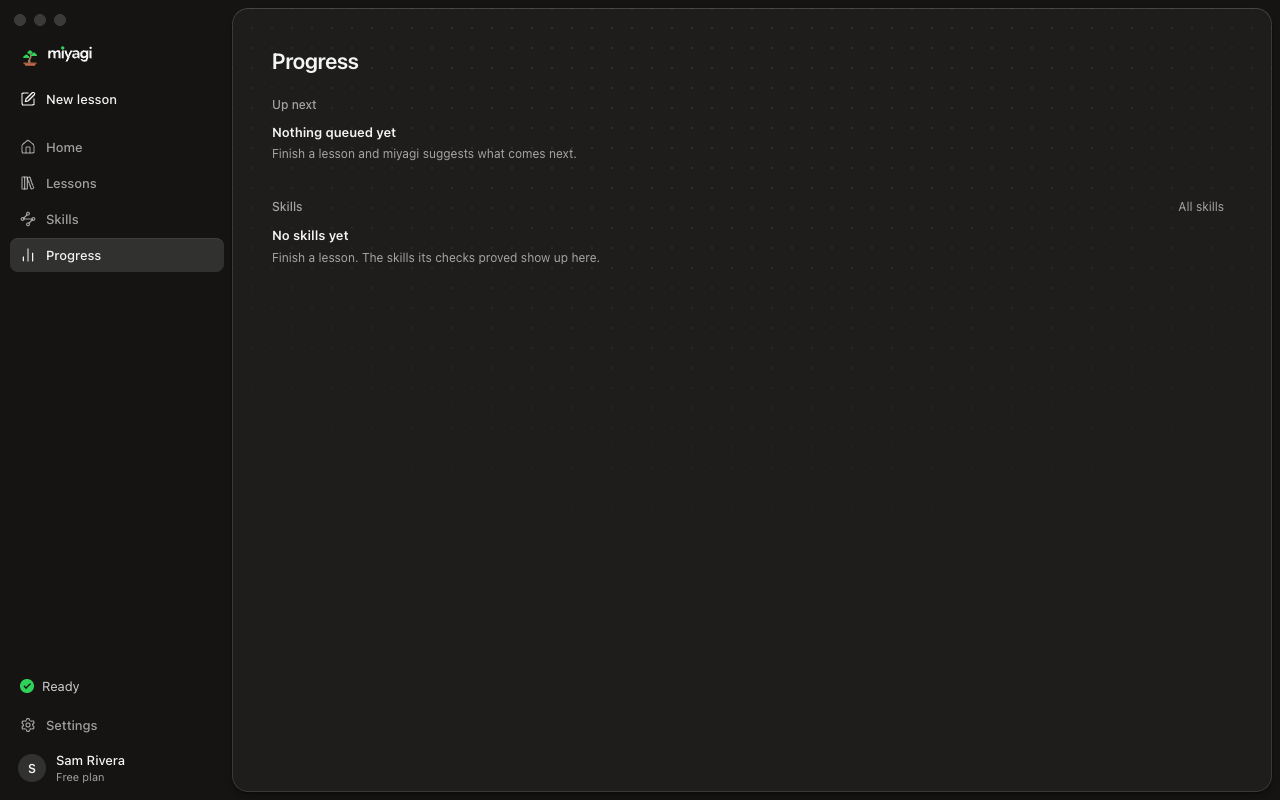 miyagi
New lesson
Home
Lessons
Skills
Progress
Ready
Settings
S
Sam Rivera
Free plan
Progress
Up next
Nothing queued yet
Finish a lesson and miyagi suggests what comes next.
Skills
All skills
No skills yet
Finish a lesson. The skills its checks proved show up here.